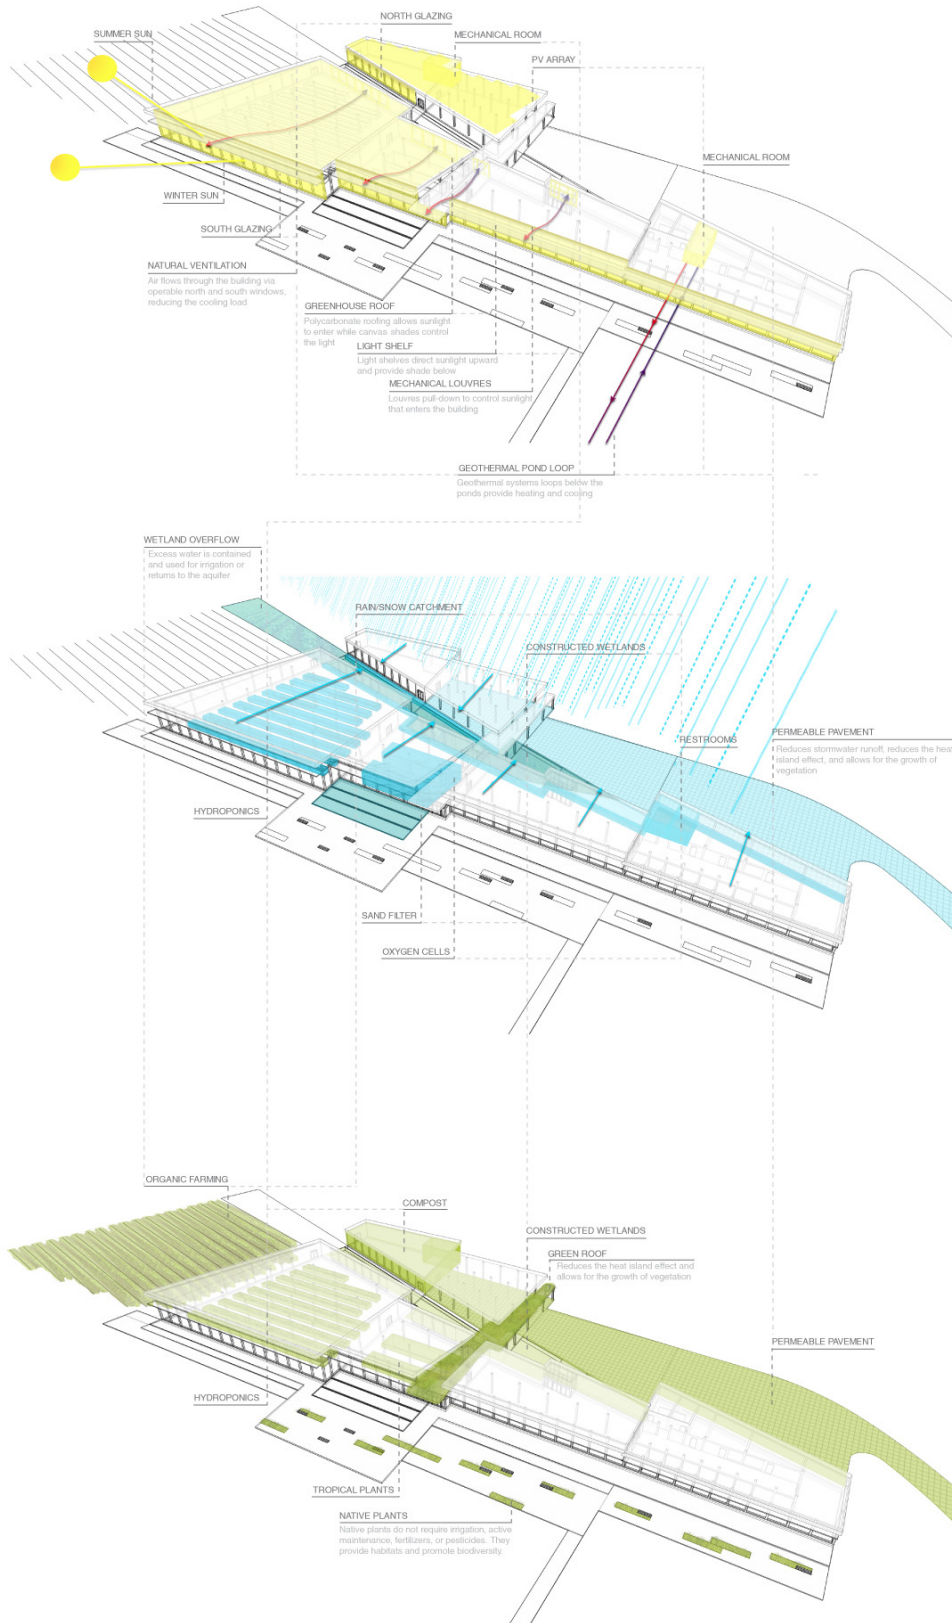 NORTH GLAZING
SUMMER SUN
MECHANICAL ROOM
PV ARRAY
MECHANICAL ROOM
WINTER SUN
SOUTH GLAZING
NATURAL VENTILATION
Air flows through the building via
operable north and south windows,
reducing the cooling load
GREENHOUSE ROOF
Polycarbonate roofing allows sunlight
to enter while canvas shades control
the light
LIGHT SHELF
Light shelves direct sunlight upward
and provide shade below
MECHANICAL LOUVRES
Louvres pull-down to control sunlight
that enters the building
GEOTHERMAL POND LOOP
Geothermal systems loops below the
ponds provide heating and cooling
WETLAND OVERFLOW
Excess water is contained
and used for irrigation or
returns to the aquifer
RAIN/SNOW CATCHMENT
CONSTRUCTED WETLANDS
RESTROOMS
PERMEABLE PAVEMENT
Reduces stormwater runoff, reduces the heat
island effect, and allows for the growth of
vegetation
HYDROPONICS
SAND FILTER
OXYGEN CELLS
ORGANIC FARMING
COMPOST
CONSTRUCTED WETLANDS
GREEN ROOF
Reduces the heat island effect and
allows for the growth of vegetation
PERMEABLE PAVEMENT
HYDROPONICS
TROPICAL PLANTS
NATIVE PLANTS
Native plants do not require irrigation, active
maintenance, fertilizers, or pesticides. They
provide habitats and promote biodiversity.